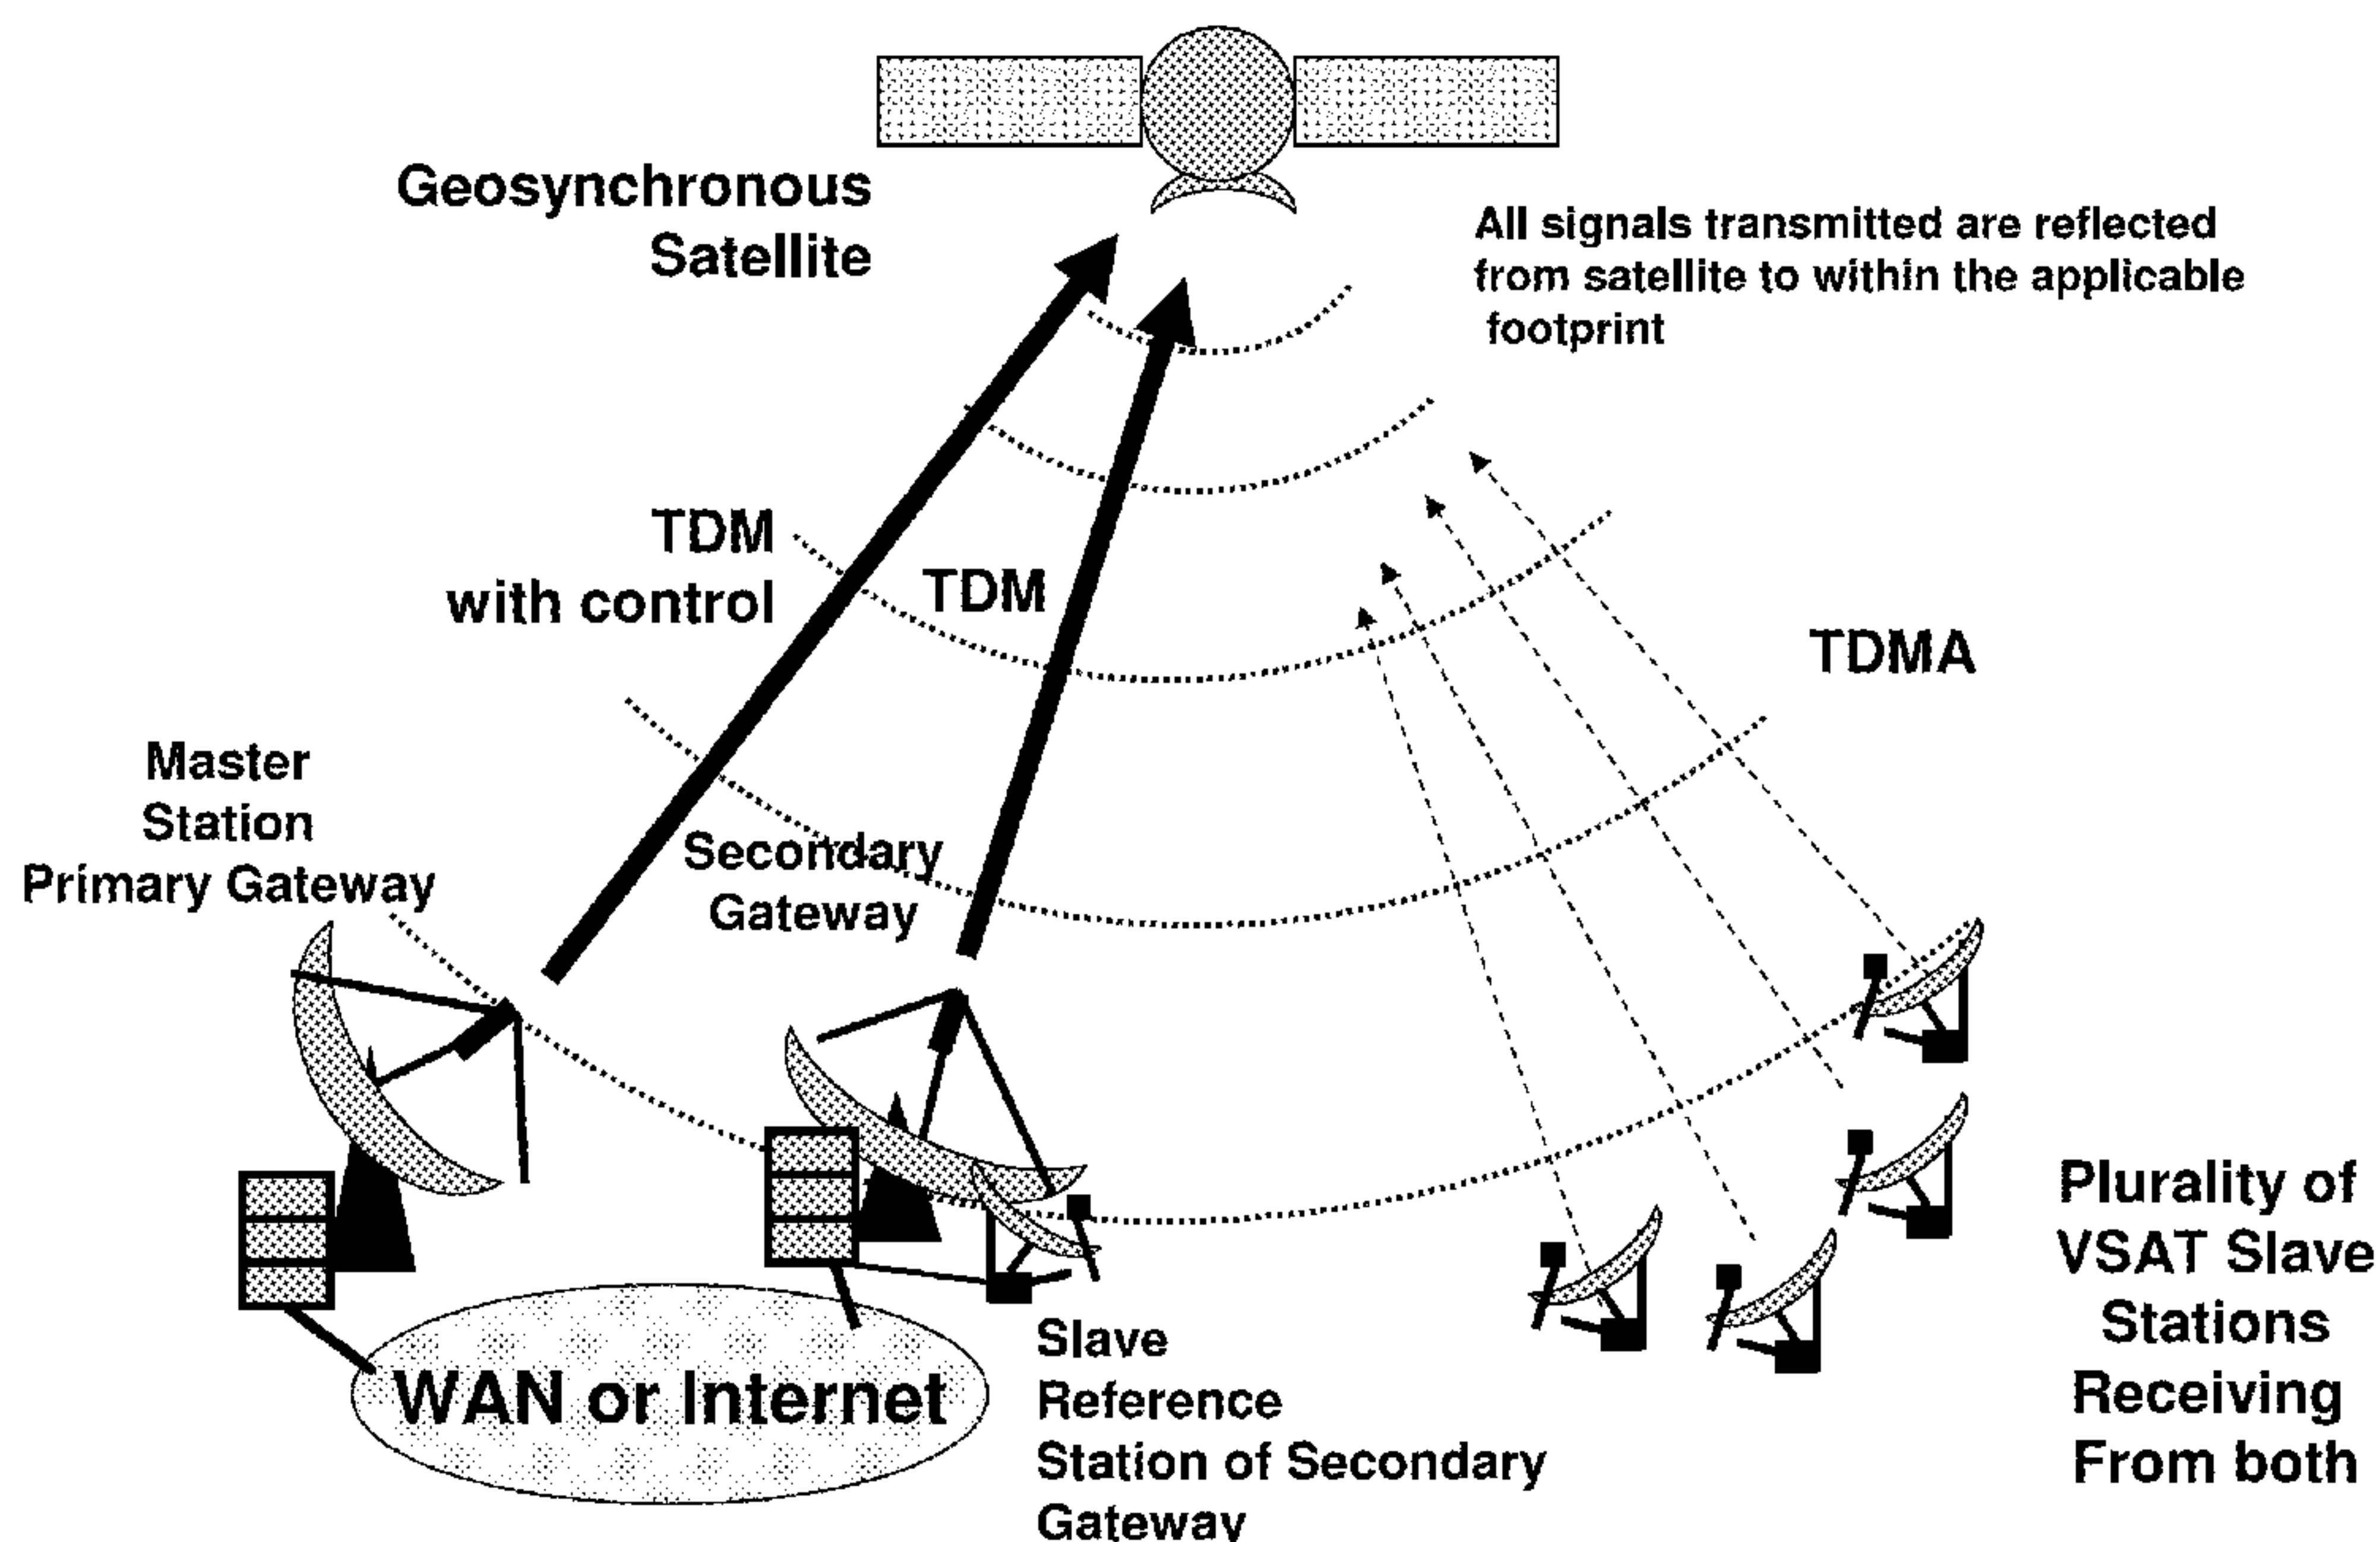 Geosynchronous
Satellite
All signals transmitted are reflected
from satellite to within the applicable
footprint
TDM
with control
TDM
TDMA
Master
Station
Primary Gateway
Secondary
Gateway
Plurality of
VSAT Slave
Stations
Receiving
From both
WAN or Internet
Slave
Reference
Station of Secondary
Gateway